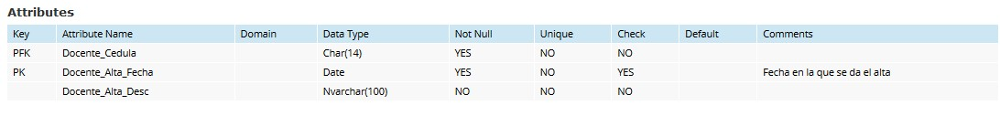 Attributes
Key Attribute Name Domain Data Type Not Null Unique Check Default Comments
PFK Docente_Cedula Char(14) YES NO NO
PK Docente_Alta_Fecha Date YES NO YES Fecha en la que se da el alta
Docente_Alta_Desc Nvarchar(100) NO NO NO